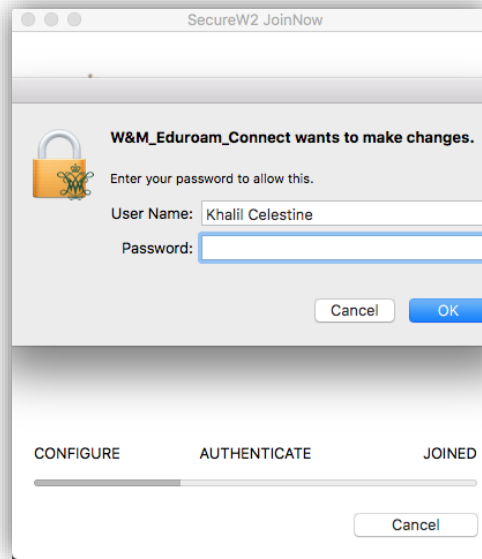 SecureW2 JoinNow
W&M_Eduroam_Connect wants to make changes.
Enter your password to allow this.
User Name: Khalil Celestine
Password:
Cancel OK
CONFIGURE AUTHENTICATE JOINED
Cancel